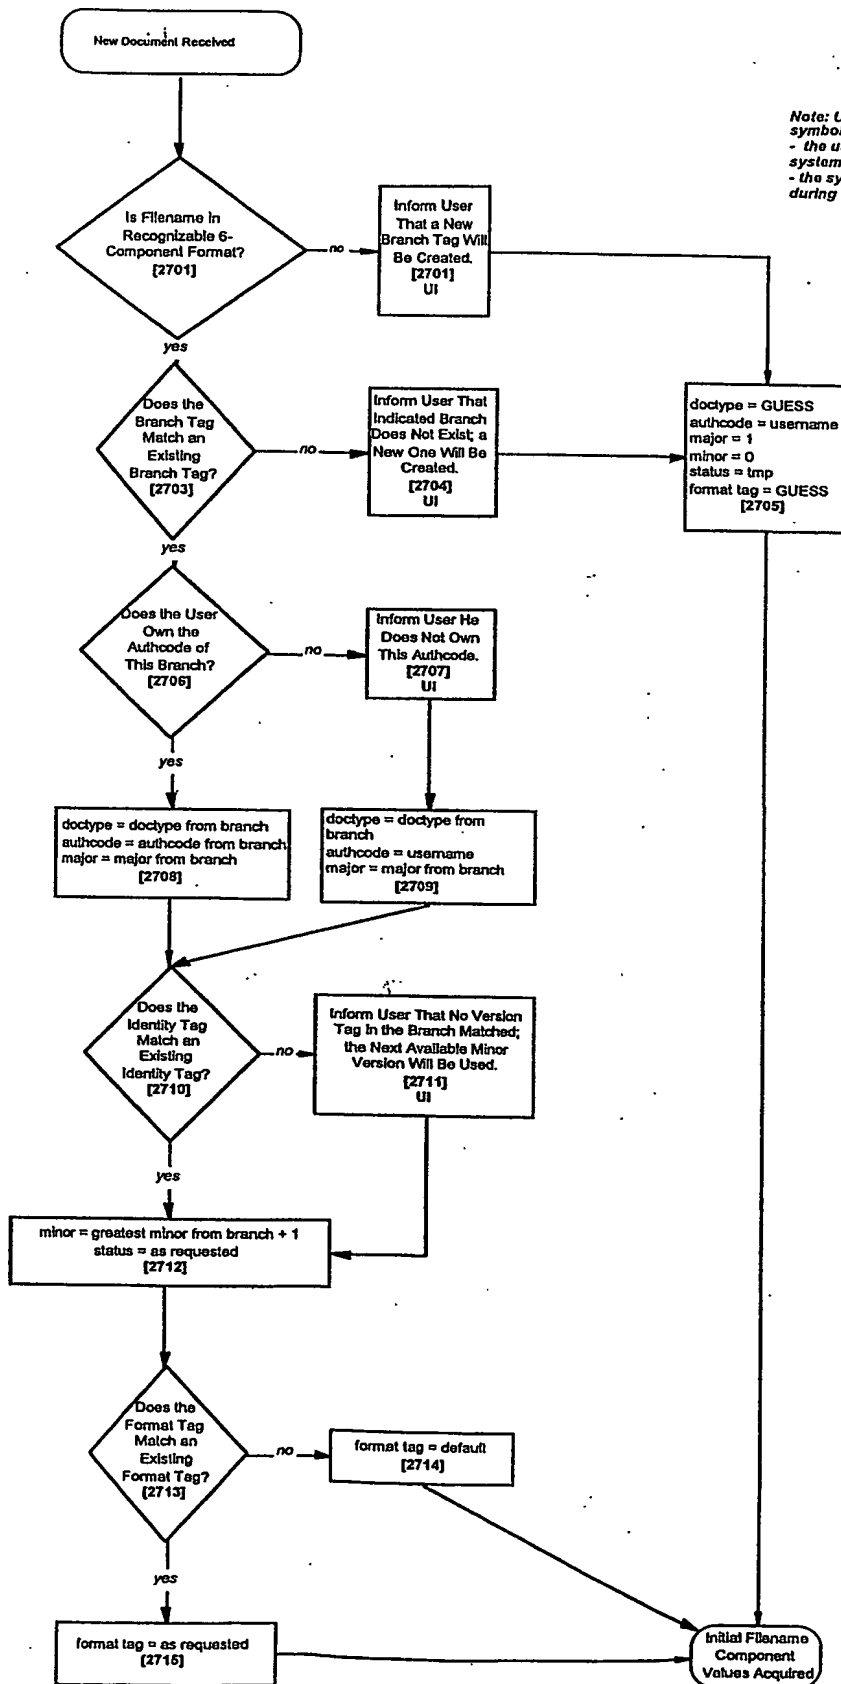 New Document Received
Note: U
symbol
- the u
system
- the sy
during
Is Filename in
Recognizable 6-
Component Format?
[2701]
no
Inform User
That a New
Branch Tag Will
Be Created.
[2701]
UI
yes
Does the
Branch Tag
Match an
Existing
Branch Tag?
[2703]
no
Inform User That
Indicated Branch
Does Not Exist; a
New One Will Be
Created.
[2704]
UI
doctype = GUESS
authcode = username
major = 1
minor = 0
status = tmp
format tag = GUESS
[2705]
yes
Does the User
Own the
Authcode of
This Branch?
[2706]
no
Inform User He
Does Not Own
This Authcode.
[2707]
UI
yes
doctype = doctype from branch
authcode = authcode from branch
major = major from branch
[2708]
doctype = doctype from
branch
authcode = username
major = major from branch
[2709]
Does the
Identity Tag
Match an
Existing
Identity Tag?
[2710]
no
Inform User That No Version
Tag In the Branch Matched;
the Next Available Minor
Version Will Be Used.
[2711]
UI
yes
minor = greatest minor from branch + 1
status = as requested
[2712]
Does the
Format Tag
Match an
Existing
Format Tag?
[2713]
no
format tag = default
[2714]
yes
format tag = as requested
[2715]
Initial Filename
Component
Values Acquired